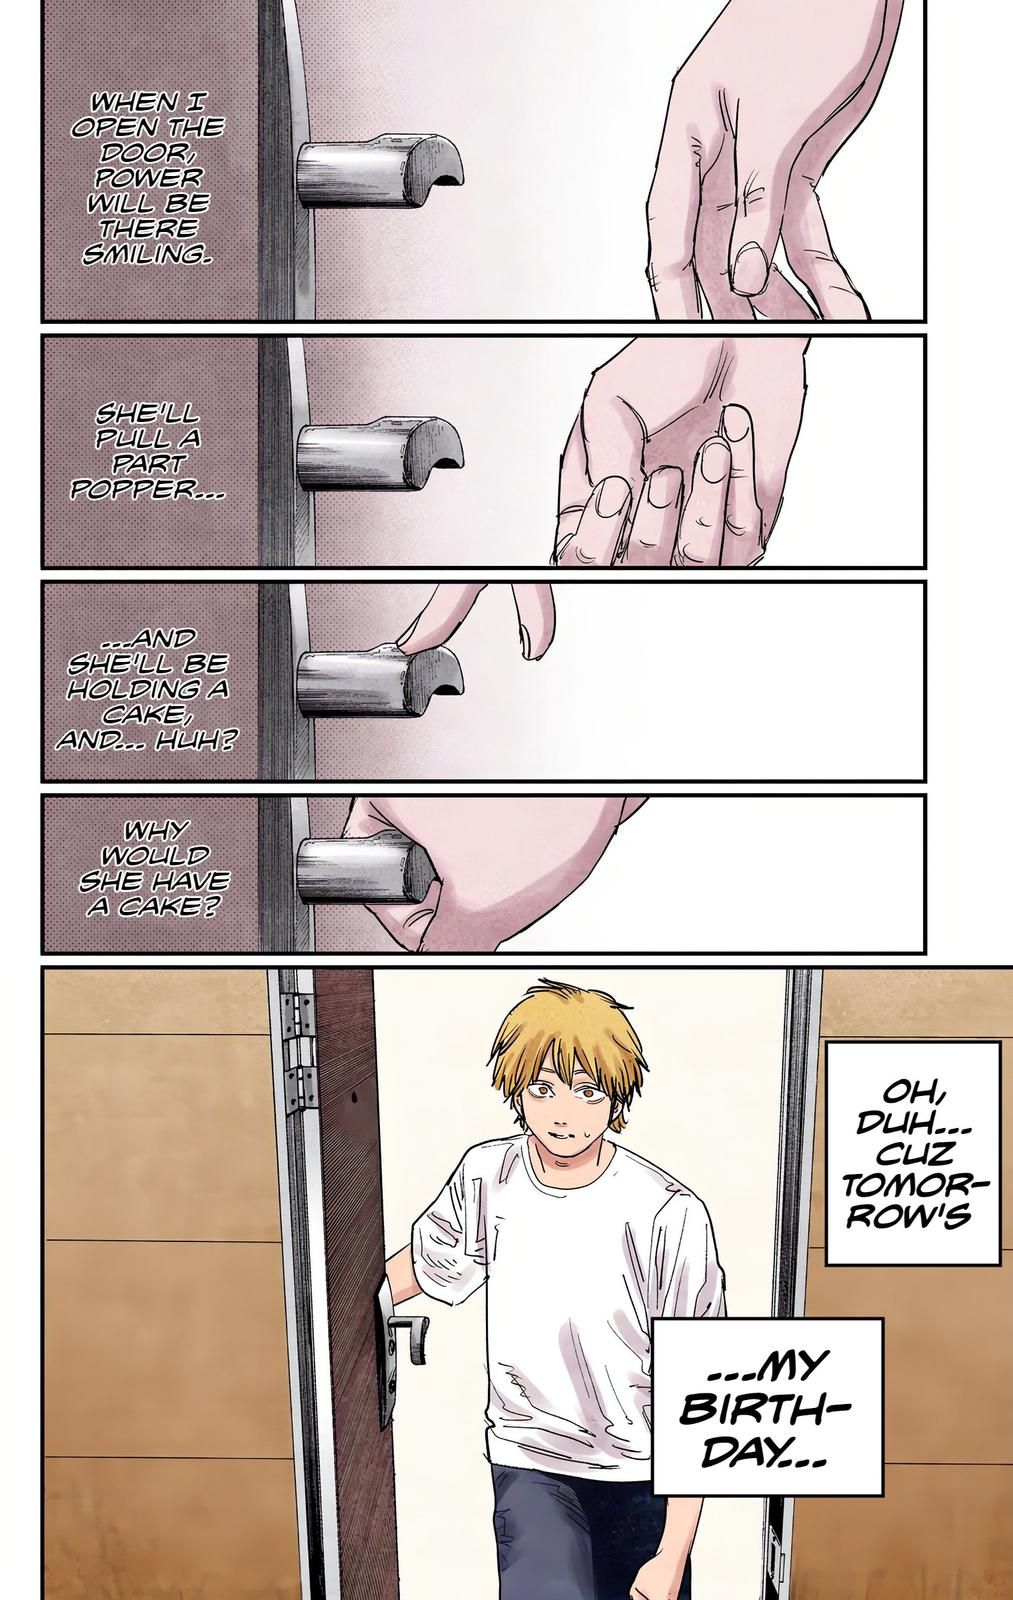 WHEN I
OPEN THE
DOOR,
POWER
WILL BE
THERE
SMILING.
SHE'LL
PULL A
PART
POPPER...
...AND
SHE'LL BE
HOLDING A
CAKE,
AND... HUH?
WHY
WOULD
SHE HAVE
A CAKE?
OH,
DUH...
CUZ
TOMOR-
ROW'S
...MY
BIRTH-
DAY...